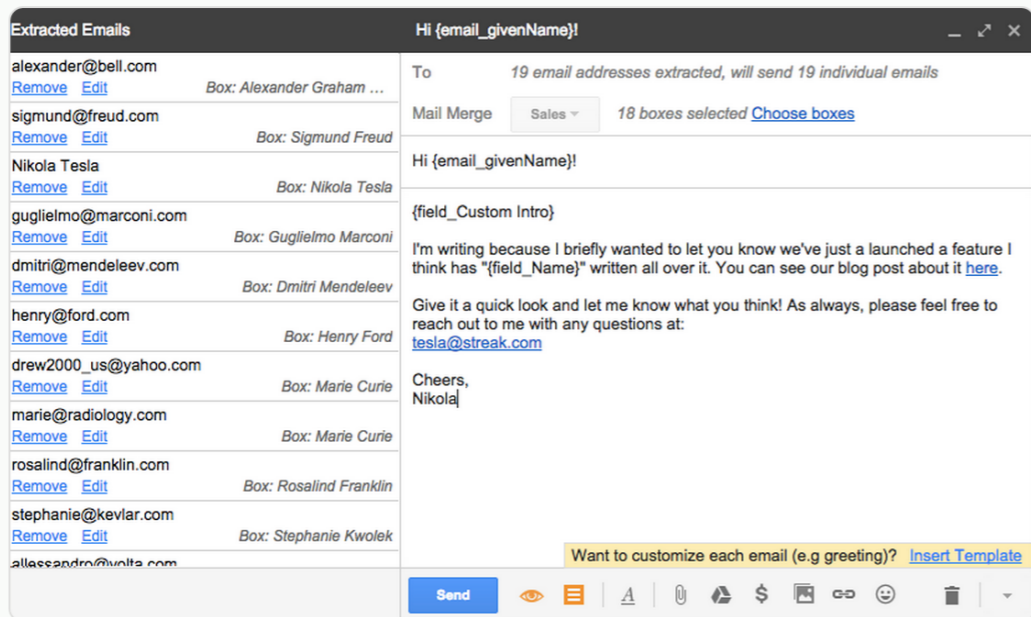 Extracted Emails
alexander@bell.com
Remove Edit Box: Alexander Graham ...
sigmund@freud.com
Remove Edit Box: Sigmund Freud
Nikola Tesla
Remove Edit Box: Nikola Tesla
guglielmo@marconi.com
Remove Edit Box: Guglielmo Marconi
dmitri@mendeleev.com
Remove Edit Box: Dmitri Mendeleev
henry@ford.com
Remove Edit Box: Henry Ford
drew2000_us@yahoo.com
Remove Edit Box: Marie Curie
marie@radiology.com
Remove Edit Box: Marie Curie
rosalind@franklin.com
Remove Edit Box: Rosalind Franklin
stephanie@kevlar.com
Remove Edit Box: Stephanie Kwolek
allessandro@volta.com
Hi {email_givenName}!
To 19 email addresses extracted, will send 19 individual emails
Mail Merge Sales 18 boxes selected Choose boxes
Hi {email_givenName}!
{field_Custom Intro}
I'm writing because I briefly wanted to let you know we've just a launched a feature I
think has "{field_Name}" written all over it. You can see our blog post about it here.
Give it a quick look and let me know what you think! As always, please feel free to
reach out to me with any questions at:
tesla@streak.com
Cheers,
Nikola
Want to customize each email (e.g greeting)? Insert Template
Send A $